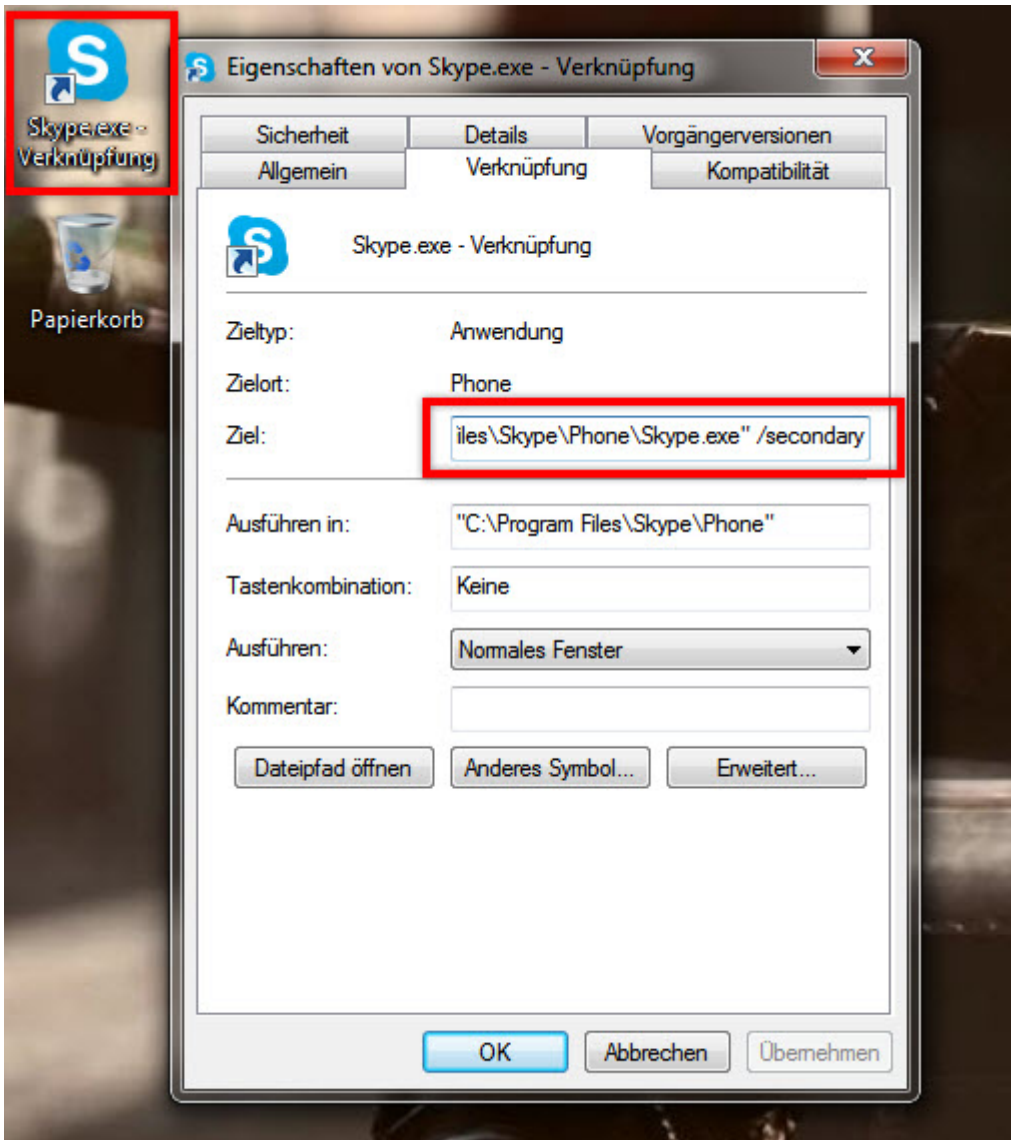 Skype.exe -
Verknüpfung
Papierkorb
Eigenschaften von Skype.exe - Verknüpfung
Sicherheit Details Vorgängerversionen
Allgemein Verknüpfung Kompatibilität
Skype.exe - Verknüpfung
Zieltyp: Anwendung
Zielort: Phone
Ziel: iles\Skype\Phone\Skype.exe" /secondary
Ausführen in: "C:\Program Files\Skype\Phone"
Tastenkombination: Keine
Ausführen: Normales Fenster
Kommentar:
Dateipfad öffnen Anderes Symbol... Erweitert...
OK Abbrechen Übernehmen